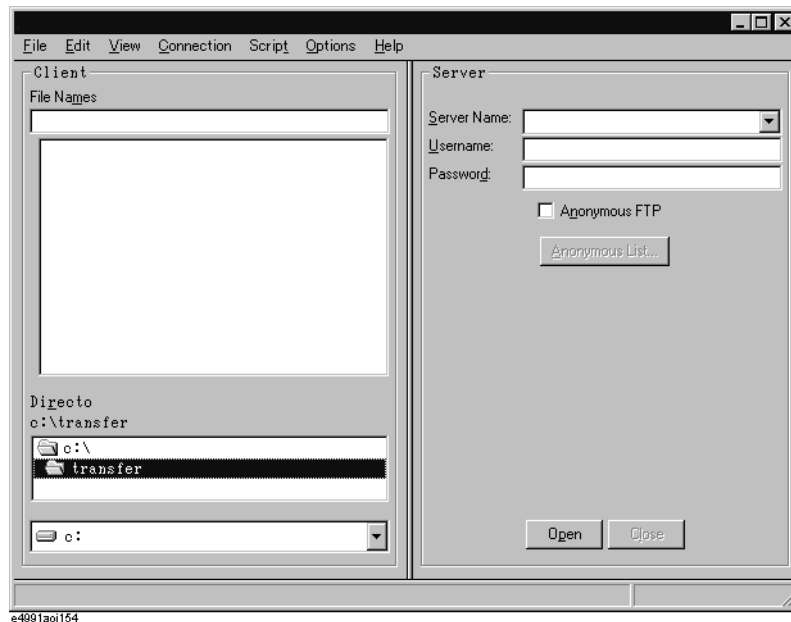 File Edit View Connection Script Options Help
Client
File Names
Directo
c:\transfer
c:\
transfer
c:
Server
Server Name:
Username:
Password:
Anonymous FTP
Anonymous List...
Open Close
e4991aoj154